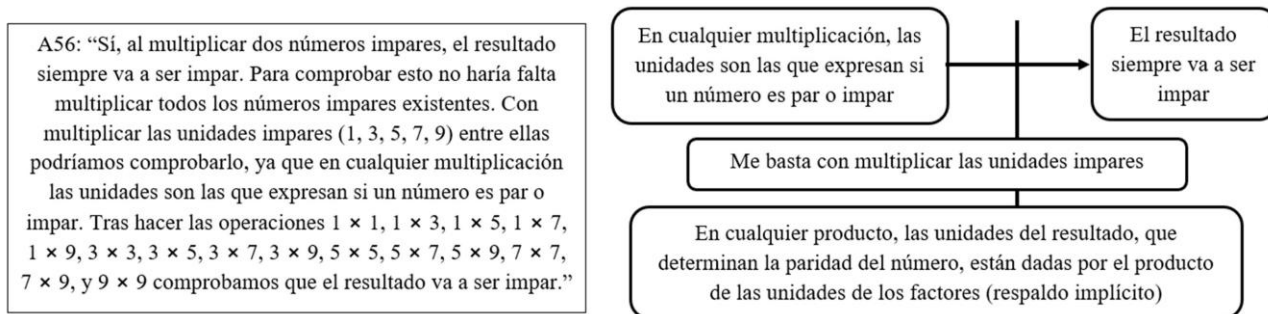 A56: “Sí, al multiplicar dos números impares, el resultado
siempre va a ser impar. Para comprobar esto no haría falta
multiplicar todos los números impares existentes. Con
multiplicar las unidades impares (1, 3, 5, 7, 9) entre ellas
podríamos comprobarlo, ya que en cualquier multiplicación
las unidades son las que expresan si un número es par o
impar. Tras hacer las operaciones 1 × 1, 1 × 3, 1 × 5, 1 × 7,
1 × 9, 3 × 3, 3 × 5, 3 × 7, 3 × 9, 5 × 5, 5 × 7, 5 × 9, 7 × 7,
7 × 9, y 9 × 9 comprobamos que el resultado va a ser impar.”
En cualquier multiplicación, las
unidades son las que expresan si
un número es par o impar
El resultado
siempre va a ser
impar
Me basta con multiplicar las unidades impares
En cualquier producto, las unidades del resultado, que
determinan la paridad del número, están dadas por el producto
de las unidades de los factores (respaldo implícito)